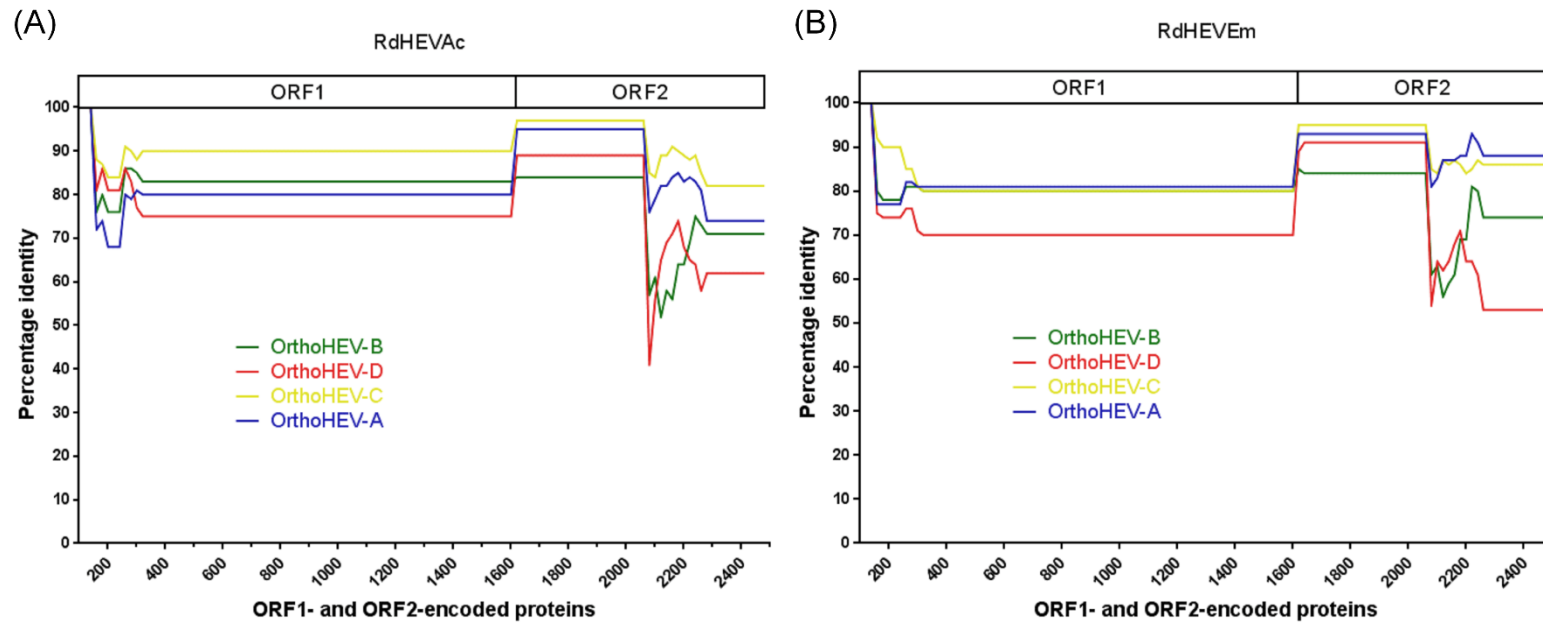 (A)
RdHEVAc
ORF1 ORF2
Percentage identity
100
90
80
70
60
50
40
30
20
10
0
OrthoHEV-B
OrthoHEV-D
OrthoHEV-C
OrthoHEV-A
200 400 600 800 1000 1200 1400 1600 1800 2000 2200 2400
ORF1- and ORF2-encoded proteins
(B)
RdHEVEm
ORF1 ORF2
Percentage identity
100
90
80
70
60
50
40
30
20
10
0
OrthoHEV-B
OrthoHEV-D
OrthoHEV-C
OrthoHEV-A
200 400 600 800 1000 1200 1400 1600 1800 2000 2200 2400
ORF1- and ORF2-encoded proteins